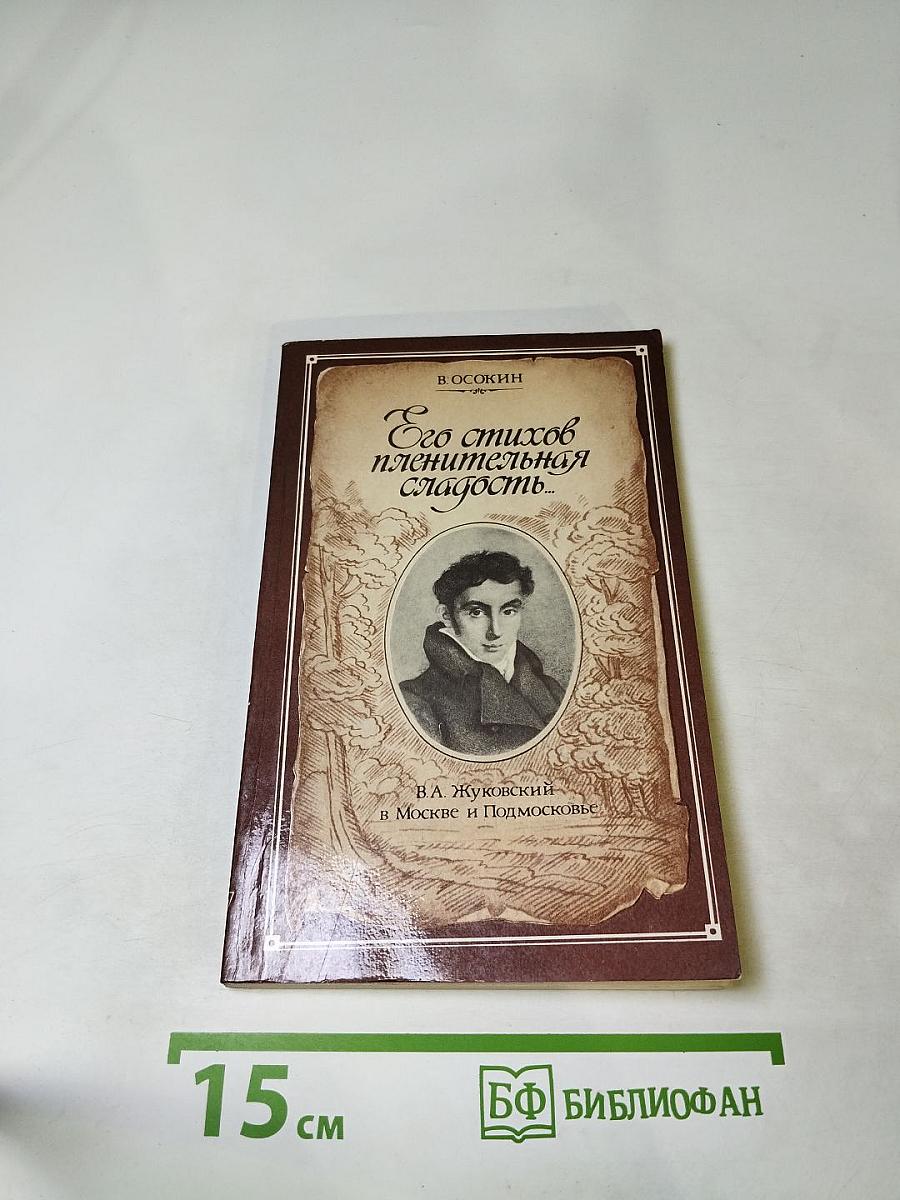 В. ОСОКИН
Его стихов
пленительная
сладость...
В.А. Жуковский
в Москве и Подмосковье
15 см
БФ БИБЛИОФАН